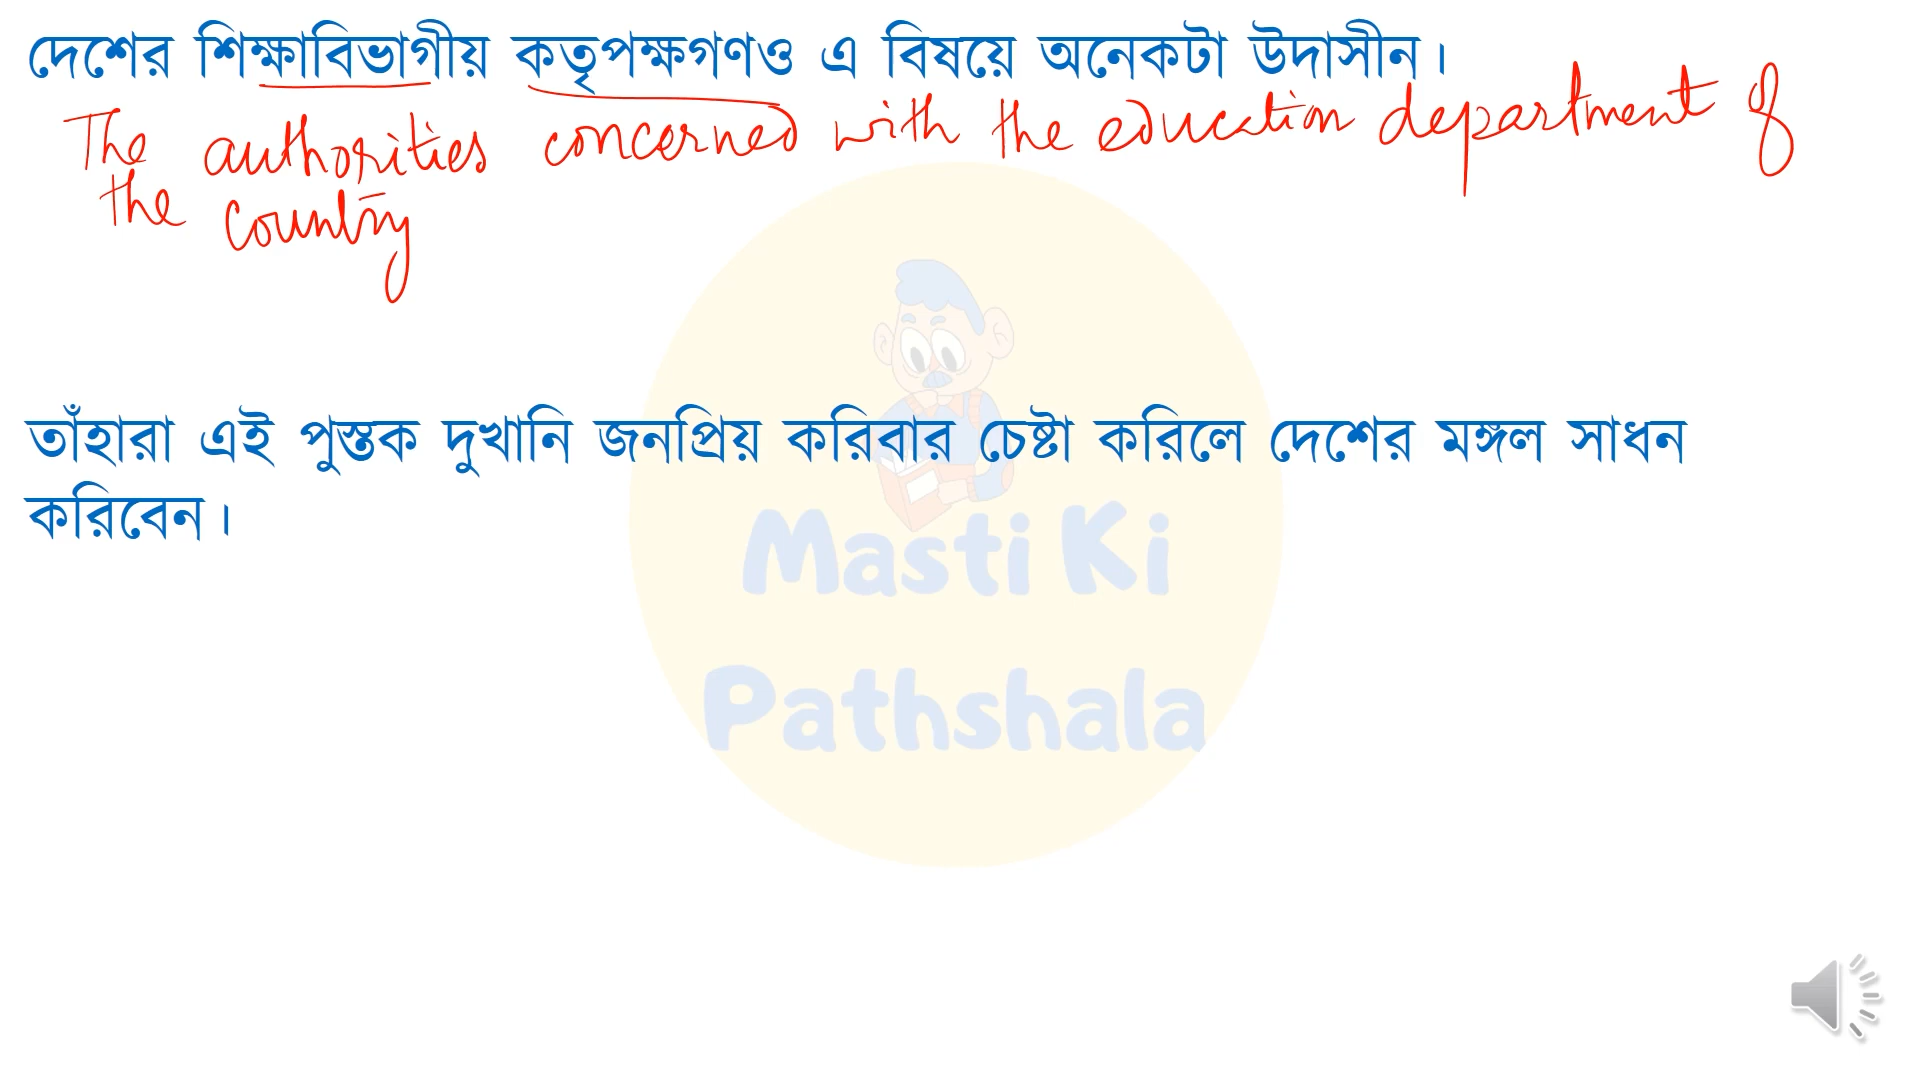 দেশের শিক্ষাবিভাগীয় কতৃপক্ষগণও এ বিষয়ে অনেকটা উদাসীন।
The authorities concerned with the education department of
the country
তাঁহারা এই পুস্তক দুখানি জনপ্রিয় করিবার চেষ্টা করিলে দেশের মঙ্গল সাধন
করিবেন।
Masti Ki
Pathshala